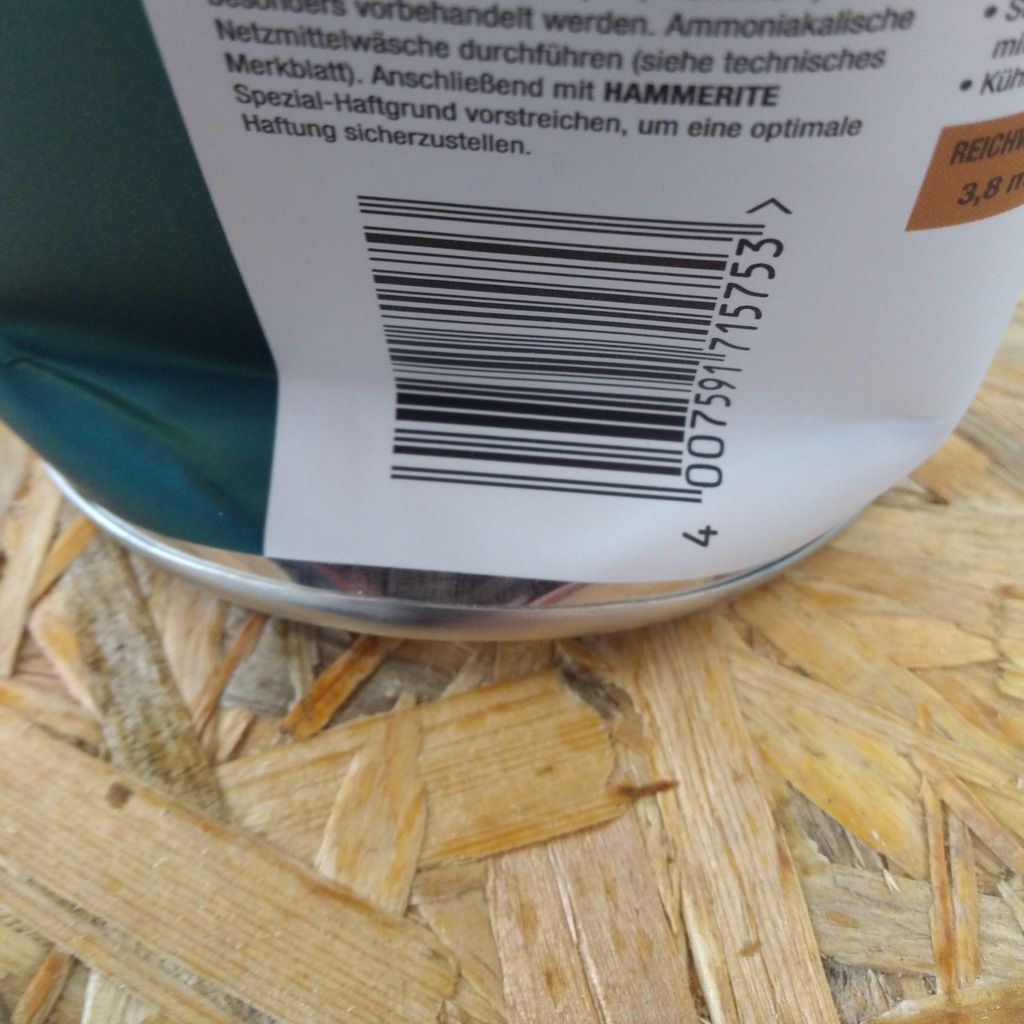 besonders vorbehandelt werden. Ammoniakalische
Netzmittelwäsche durchführen (siehe technisches
Merkblatt). Anschließend mit HAMMERITE
Spezial-Haftgrund vorstreichen, um eine optimale
Haftung sicherzustellen.
4 007591 715753 >
3,8